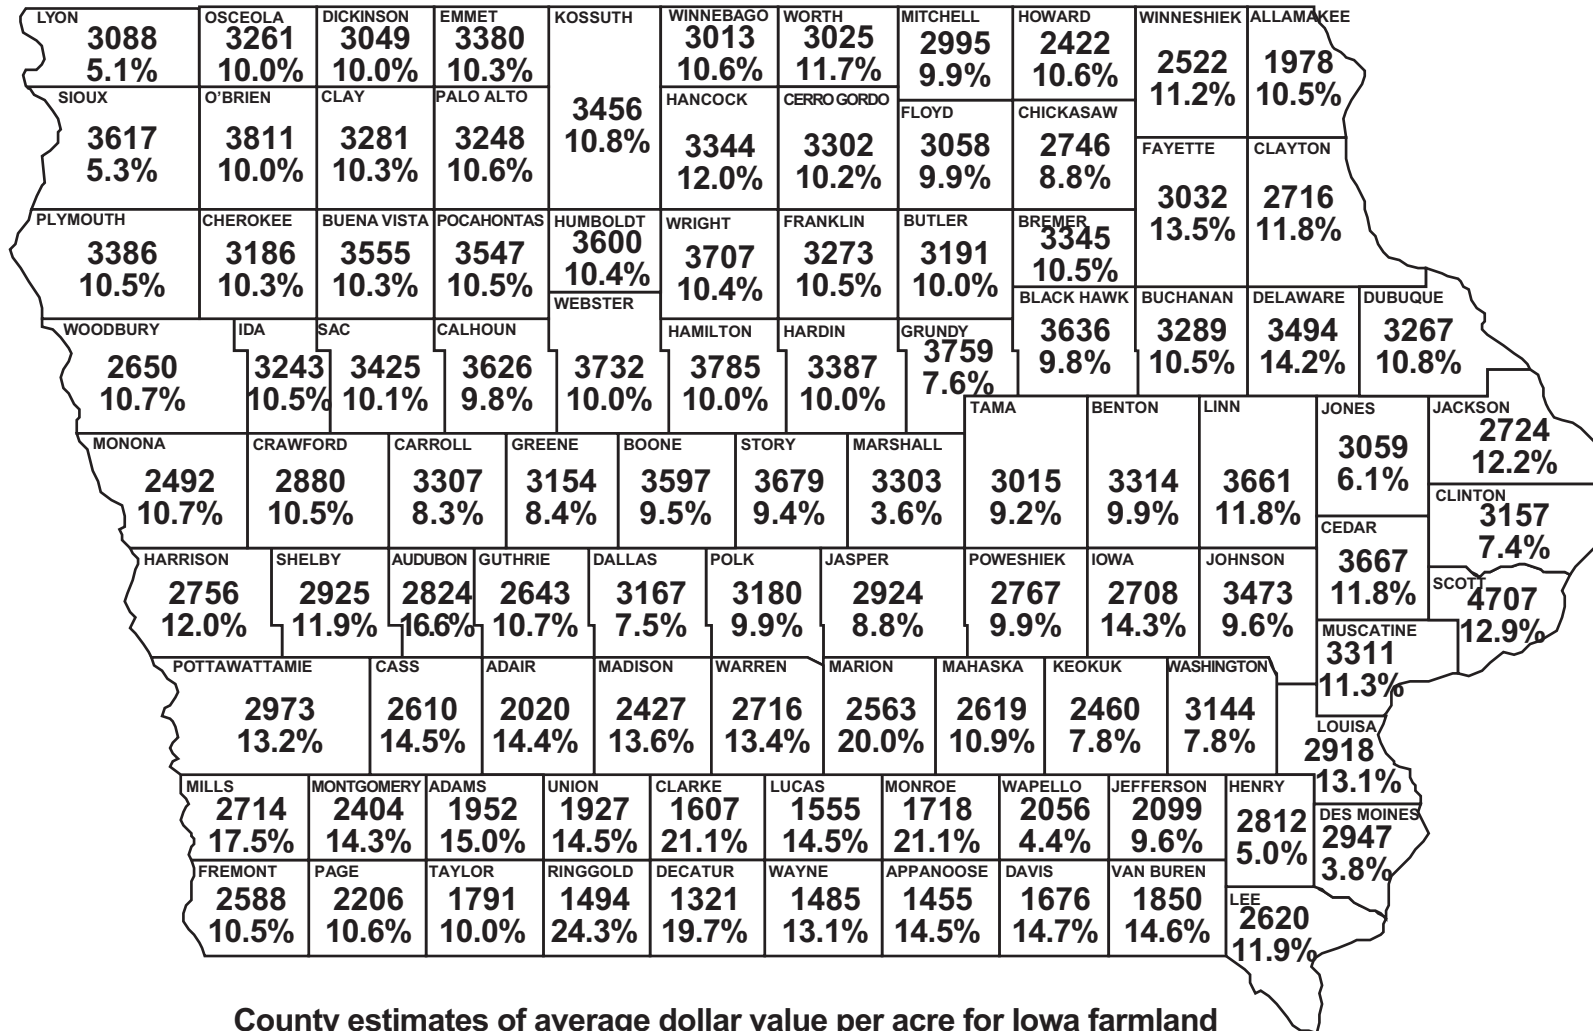 LYON
3088
5.1%
OSCEOLA
3261
10.0%
DICKINSON
3049
10.0%
EMMET
3380
10.3%
KOSSUTH
3456
10.8%
WINNEBAGO
3013
10.6%
WORTH
3025
11.7%
MITCHELL
2995
9.9%
HOWARD
2422
10.6%
WINNESHIEK
2522
11.2%
ALLAMAKEE
1978
10.5%
SIOUX
3617
5.3%
O'BRIEN
3811
10.0%
CLAY
3281
10.3%
PALO ALTO
3248
10.6%
HANCOCK
3344
12.0%
CERRO GORDO
3302
10.2%
FLOYD
3058
9.9%
CHICKASAW
2746
8.8%
FAYETTE
3032
13.5%
CLAYTON
2716
11.8%
PLYMOUTH
3386
10.5%
CHEROKEE
3186
10.3%
BUENA VISTA
3555
10.3%
POCAHONTAS
3547
10.5%
HUMBOLDT
3600
10.4%
WRIGHT
3707
10.4%
FRANKLIN
3273
10.5%
BUTLER
3191
10.0%
BREMER
3345
10.5%
WOODBURY
2650
10.7%
IDA
3243
10.5%
SAC
3425
10.1%
CALHOUN
3626
9.8%
WEBSTER
3732
10.0%
HAMILTON
3785
10.0%
HARDIN
3387
10.0%
GRUNDY
3759
7.6%
BLACK HAWK
3636
9.8%
BUCHANAN
3289
10.5%
DELAWARE
3494
14.2%
DUBUQUE
3267
10.8%
MONONA
2492
10.7%
CRAWFORD
2880
10.5%
CARROLL
3307
8.3%
GREENE
3154
8.4%
BOONE
3597
9.5%
STORY
3679
9.4%
MARSHALL
3303
3.6%
TAMA
3015
9.2%
BENTON
3314
9.9%
LINN
3661
11.8%
JONES
3059
6.1%
JACKSON
2724
12.2%
CLINTON
3157
7.4%
CEDAR
3667
11.8%
SCOTT
4707
12.9%
HARRISON
2756
12.0%
SHELBY
2925
11.9%
AUDUBON
2824
16.6%
GUTHRIE
2643
10.7%
DALLAS
3167
7.5%
POLK
3180
9.9%
JASPER
2924
8.8%
POWESHIEK
2767
9.9%
IOWA
2708
14.3%
JOHNSON
3473
9.6%
MUSCATINE
3311
11.3%
POTTAWATTAMIE
2973
13.2%
CASS
2610
14.5%
ADAIR
2020
14.4%
MADISON
2427
13.6%
WARREN
2716
13.4%
MARION
2563
20.0%
MAHASKA
2619
10.9%
KEOKUK
2460
7.8%
WASHINGTON
3144
7.8%
LOUISA
2918
13.1%
MILLS
2714
17.5%
MONTGOMERY
2404
14.3%
ADAMS
1952
15.0%
UNION
1927
14.5%
CLARKE
1607
21.1%
LUCAS
1555
14.5%
MONROE
1718
21.1%
WAPELLO
2056
4.4%
JEFFERSON
2099
9.6%
HENRY
2812
5.0%
DES MOINES
2947
3.8%
FREMONT
2588
10.5%
PAGE
2206
10.6%
TAYLOR
1791
10.0%
RINGGOLD
1494
24.3%
DECATUR
1321
19.7%
WAYNE
1485
13.1%
APPANOOSE
1455
14.5%
DAVIS
1676
14.7%
VAN BUREN
1850
14.6%
LEE
2620
11.9%
County estimates of average dollar value per acre for Iowa farmland